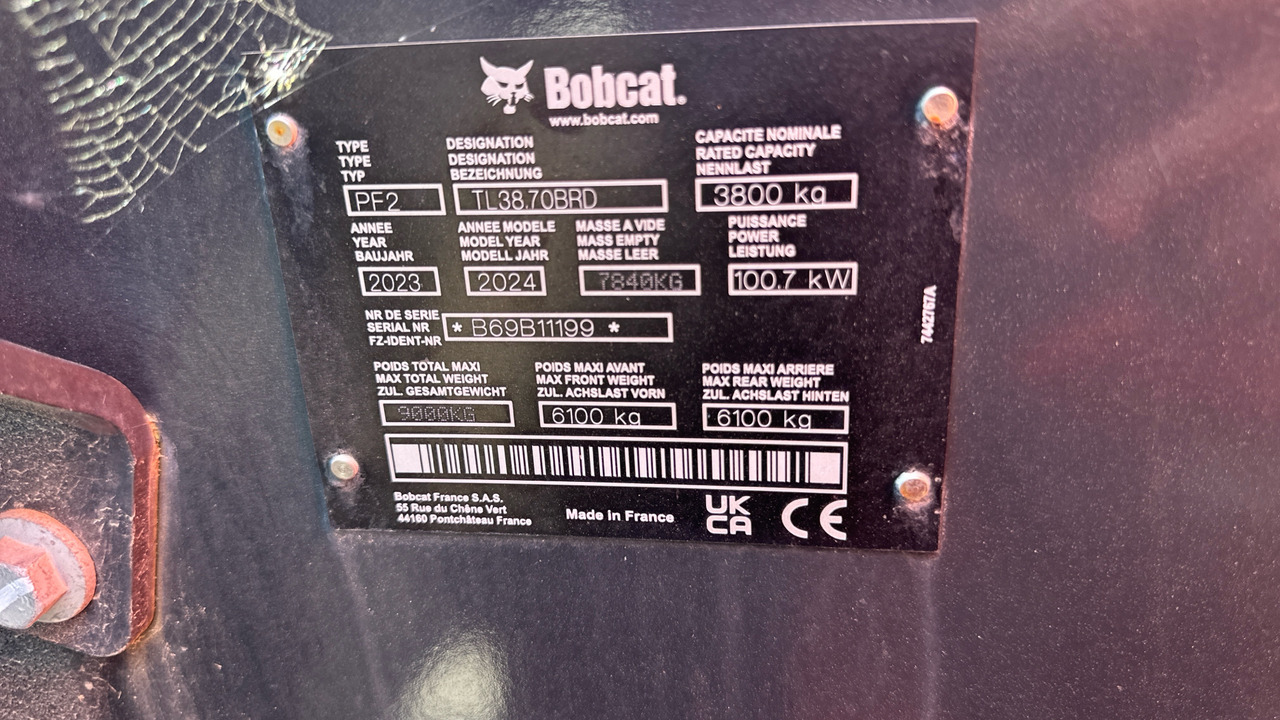 Bobcat.
www.bobcat.com
TYPE
TYPE
TYP
PF2
DESIGNATION
DESIGNATION
BEZEICHNUNG
TL38.70BRD
CAPACITE NOMINALE
RATED CAPACITY
NENNLAST
3800 kg
ANNEE
YEAR
BAUJAHR
2023
ANNEE MODELE
MODEL YEAR
MODELL JAHR
2024
MASSE A VIDE
MASS EMPTY
MASSE LEER
7840KG
PUISSANCE
POWER
LEISTUNG
100.7 kW
NR DE SERIE
SERIAL NR
FZ-IDENT-NR
* B69B11199 *
POIDS TOTAL MAXI
MAX TOTAL WEIGHT
ZUL. GESAMTGEWICHT
9000KG
POIDS MAXI AVANT
MAX FRONT WEIGHT
ZUL. ACHSLAST VORN
6100 kg
POIDS MAXI ARRIERE
MAX REAR WEIGHT
ZUL. ACHSLAST HINTEN
6100 kg
Bobcat France S.A.S.
55 Rue du Chêne Vert
44160 Pontchâteau France
Made in France
UK
CA
CE
7442767A